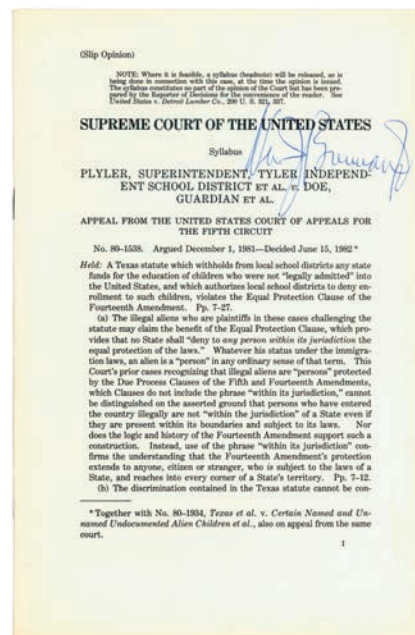 (Slip Opinion)
NOTE: Where it is feasible, a syllabus (headnote) will be released, as is
being done in connection with this case, at the time the opinion is issued.
The syllabus constitutes no part of the opinion of the Court but has been pre-
pared by the Reporter of Decisions for the convenience of the reader. See
United States v. Detroit Lumber Co., 200 U. S. 321, 337.
SUPREME COURT OF THE UNITED STATES
Syllabus
PLYLER, SUPERINTENDENT, TYLER INDEPEND-
ENT SCHOOL DISTRICT ET AL. v. DOE,
GUARDIAN ET AL.
APPEAL FROM THE UNITED STATES COURT OF APPEALS FOR
THE FIFTH CIRCUIT
No. 80–1538. Argued December 1, 1981—Decided June 15, 1982*
Held: A Texas statute which withholds from local school districts any state
funds for the education of children who were not "legally admitted" into
the United States, and which authorizes local school districts to deny en-
rollment to such children, violates the Equal Protection Clause of the
Fourteenth Amendment. Pp. 7–27.
(a) The illegal aliens who are plaintiffs in these cases challenging the
statute may claim the benefit of the Equal Protection Clause, which pro-
vides that no State shall "deny to any person within its jurisdiction the
equal protection of the laws." Whatever his status under the immigra-
tion laws, an alien is a "person" in any ordinary sense of that term. This
Court's prior cases recognizing that illegal aliens are "persons" protected
by the Due Process Clauses of the Fifth and Fourteenth Amendments,
which Clauses do not include the phrase "within its jurisdiction," cannot
be distinguished on the asserted ground that persons who have entered
the country illegally are not "within the jurisdiction" of a State even if
they are present within its boundaries and subject to its laws. Nor
does the logic and history of the Fourteenth Amendment support such a
construction. Instead, use of the phrase "within its jurisdiction" con-
firms the understanding that the Fourteenth Amendment's protection
extends to anyone, citizen or stranger, who is subject to the laws of a
State, and reaches into every corner of a State's territory. Pp. 7–12.
(b) The discrimination contained in the Texas statute cannot be con-
*Together with No. 80–1934, Texas et al. v. Certain Named and Un-
named Undocumented Alien Children et al., also on appeal from the same
court.
I